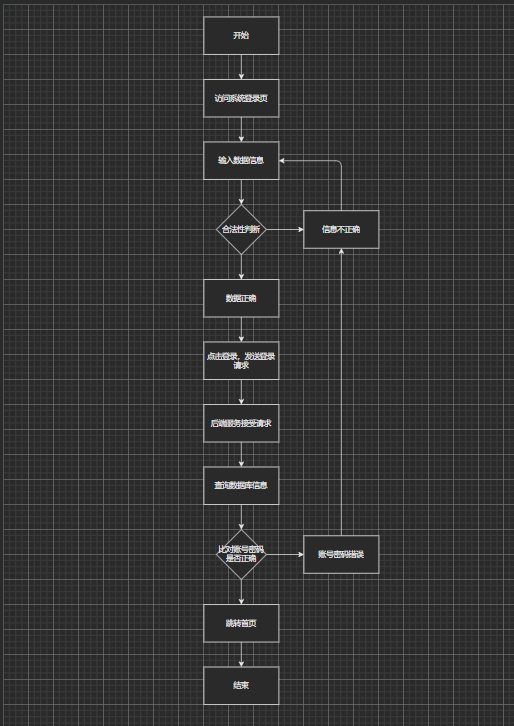 开始
访问系统登录页
输入数据信息
合法性判断
信息不正确
数据正确
点击登录，发送登录
请求
后端服务接受请求
查询数据库信息
比对账号密码
是否正确
账号密码错误
跳转首页
结束